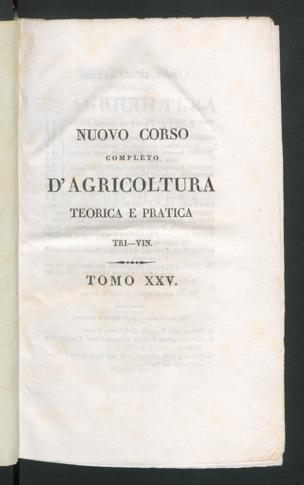 NUOVO CORSO
COMPLETO
D'AGRICOLTURA
TEORICA E PRATICA
TRI—VIN.
TOMO XXV.